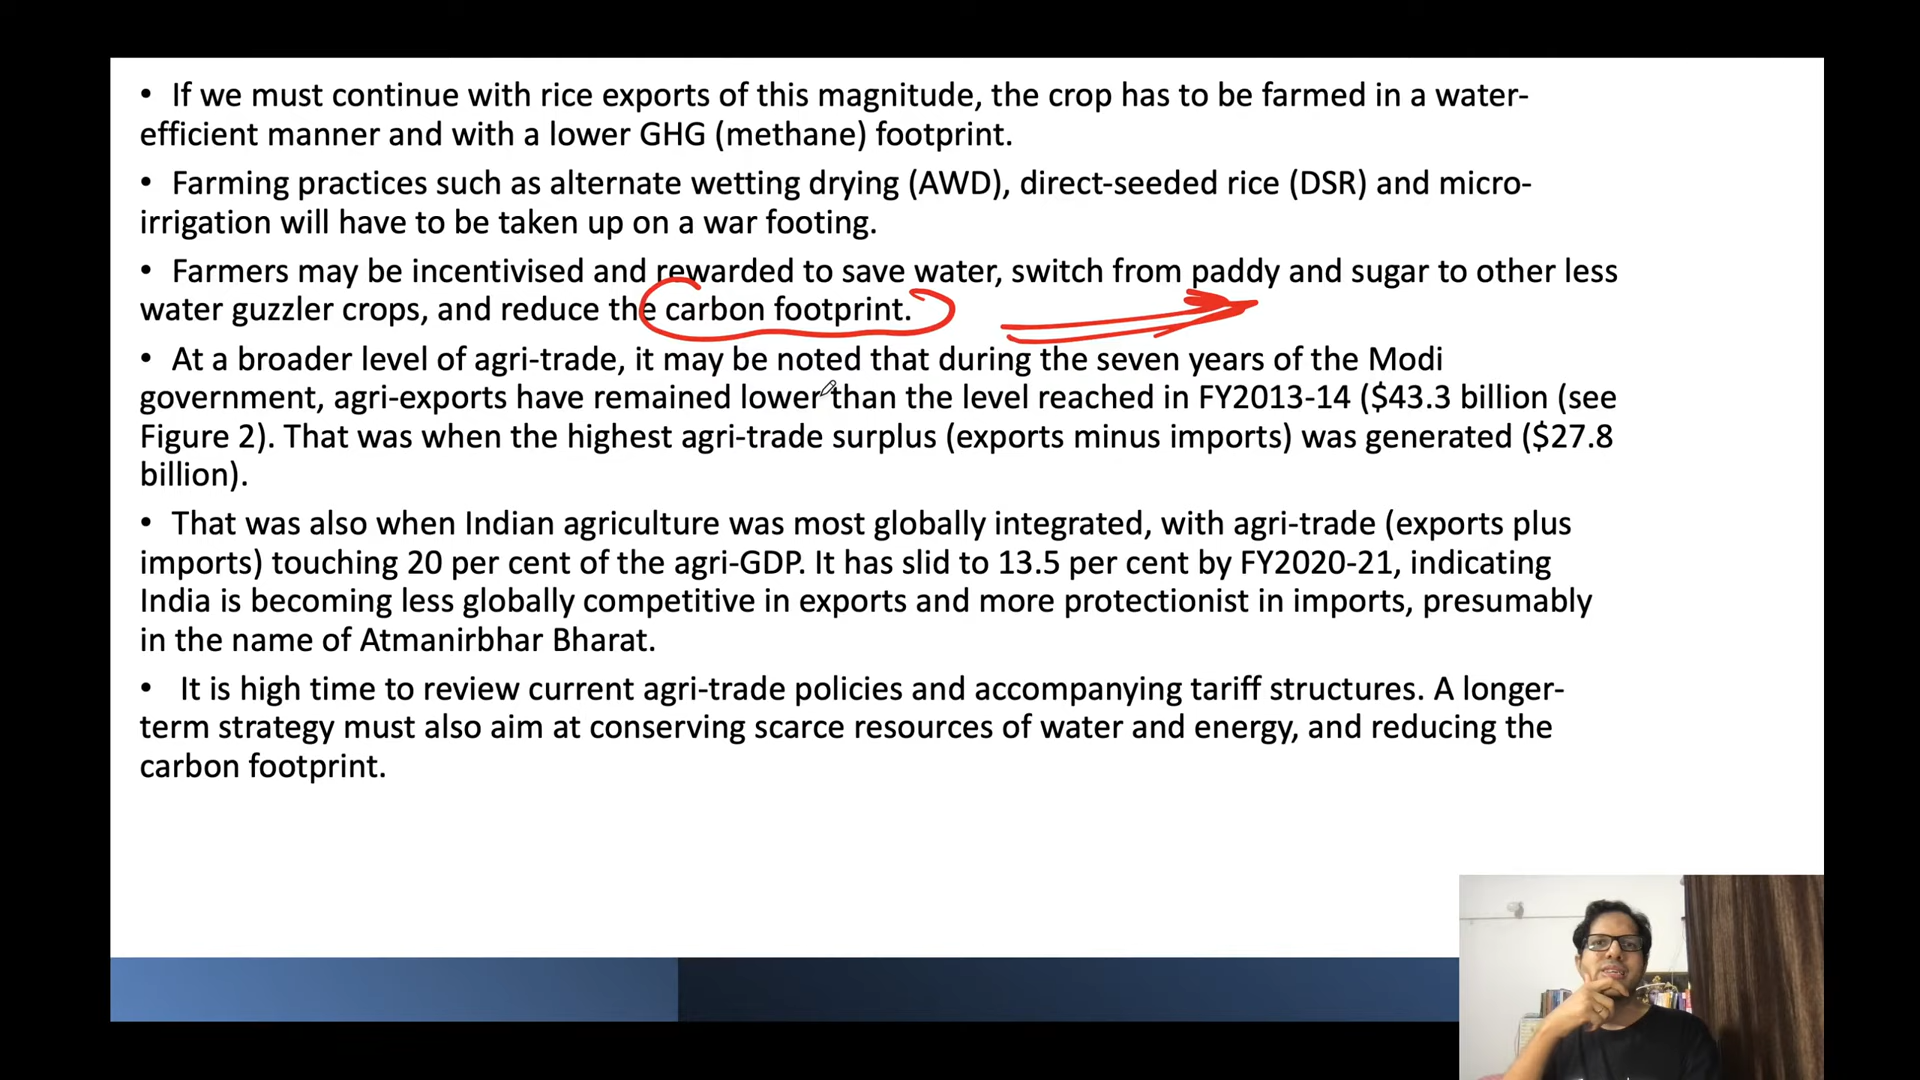 • If we must continue with rice exports of this magnitude, the crop has to be farmed in a water-
efficient manner and with a lower GHG (methane) footprint.
• Farming practices such as alternate wetting drying (AWD), direct-seeded rice (DSR) and micro-
irrigation will have to be taken up on a war footing.
• Farmers may be incentivised and rewarded to save water, switch from paddy and sugar to other less
water guzzler crops, and reduce the carbon footprint.
• At a broader level of agri-trade, it may be noted that during the seven years of the Modi
government, agri-exports have remained lower than the level reached in FY2013-14 ($43.3 billion (see
Figure 2). That was when the highest agri-trade surplus (exports minus imports) was generated ($27.8
billion).
• That was also when Indian agriculture was most globally integrated, with agri-trade (exports plus
imports) touching 20 per cent of the agri-GDP. It has slid to 13.5 per cent by FY2020-21, indicating
India is becoming less globally competitive in exports and more protectionist in imports, presumably
in the name of Atmanirbhar Bharat.
• It is high time to review current agri-trade policies and accompanying tariff structures. A longer-
term strategy must also aim at conserving scarce resources of water and energy, and reducing the
carbon footprint.